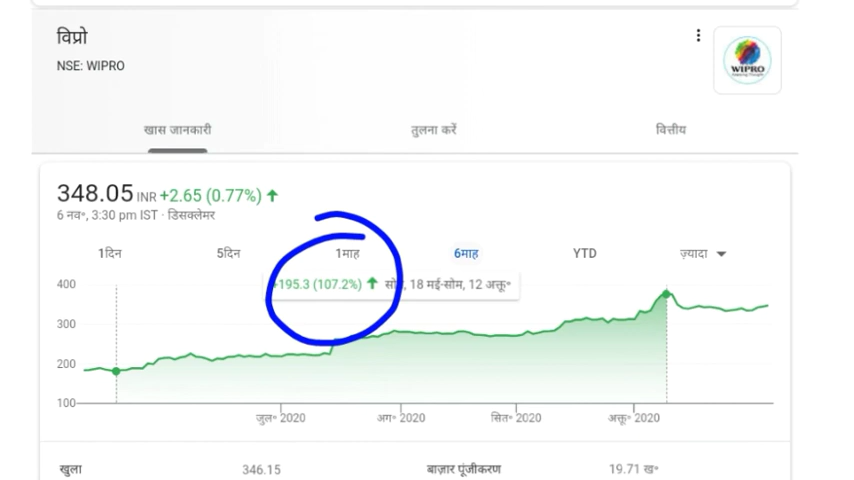 विप्रो
NSE: WIPRO
WIPRO
खास जानकारी
तुलना करें
वित्तीय
348.05 INR +2.65 (0.77%) ↑
6 नव॰, 3:30 pm IST · डिसक्लेमर
1दिन
5दिन
1माह
6माह
YTD
ज़्यादा
195.3 (107.2%) ↑ सोम, 18 मई-सोम, 12 अक्तू॰
400
300
200
100
जुल॰ 2020
अग॰ 2020
सित॰ 2020
अक्तू॰ 2020
खुला
346.15
बाज़ार पूंजीकरण
19.71 ख॰